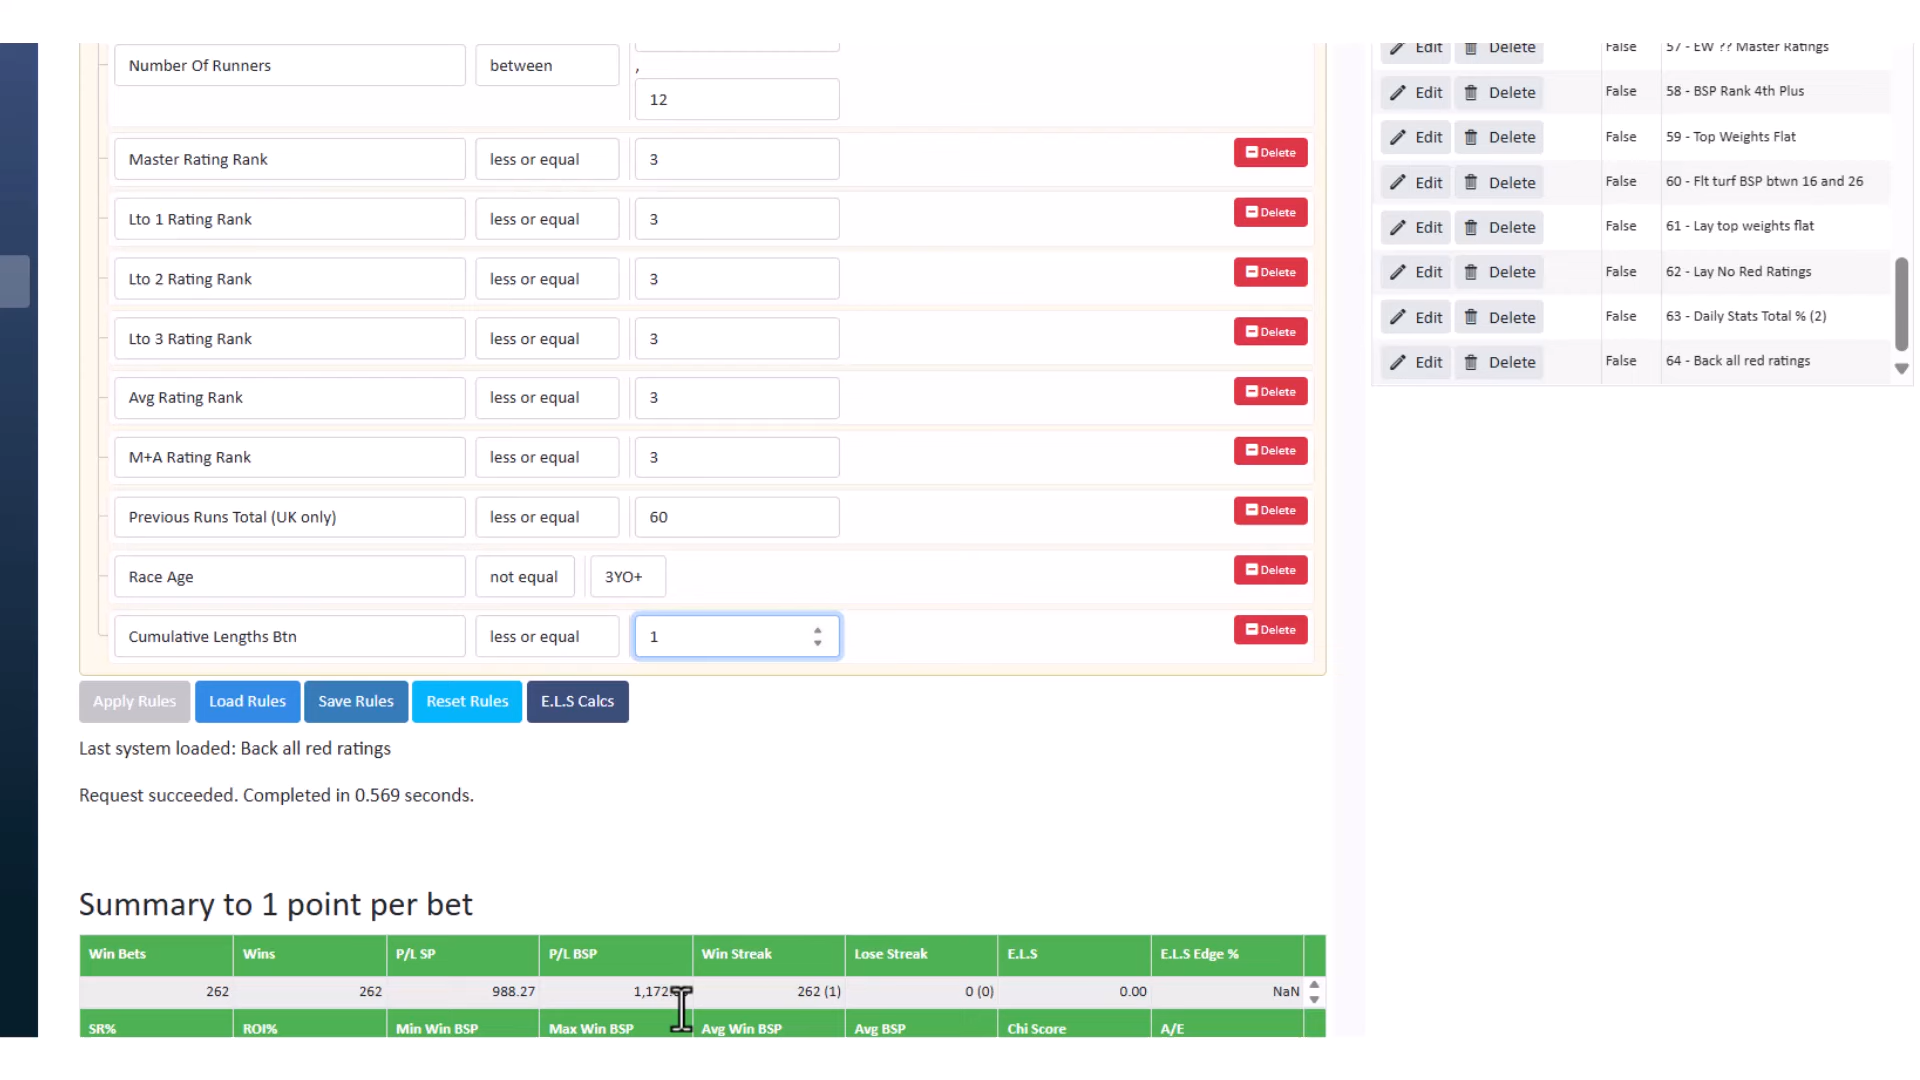 Number Of Runners between ,
12
Master Rating Rank less or equal 3 Delete
Lto 1 Rating Rank less or equal 3 Delete
Lto 2 Rating Rank less or equal 3 Delete
Lto 3 Rating Rank less or equal 3 Delete
Avg Rating Rank less or equal 3 Delete
M+A Rating Rank less or equal 3 Delete
Previous Runs Total (UK only) less or equal 60 Delete
Race Age not equal 3YO+ Delete
Cumulative Lengths Btn less or equal 1 Delete
Apply Rules Load Rules Save Rules Reset Rules E.L.S Calcs
Last system loaded: Back all red ratings
Request succeeded. Completed in 0.569 seconds.
Summary to 1 point per bet
Win Bets Wins P/L SP P/L BSP Win Streak Lose Streak E.L.S E.L.S Edge %
262 262 988.27 262 (1) 0 (0) 0.00 NaN
SR% ROI% Min Win BSP Max Win BSP Avg Win BSP Avg BSP Chi Score A/E
Edit Delete False 57 - EW ?? Master Ratings
Edit Delete False 58 - BSP Rank 4th Plus
Edit Delete False 59 - Top Weights Flat
Edit Delete False 60 - Flt turf BSP btwn 16 and 26
Edit Delete False 61 - Lay top weights flat
Edit Delete False 62 - Lay No Red Ratings
Edit Delete False 63 - Daily Stats Total % (2)
Edit Delete False 64 - Back all red ratings